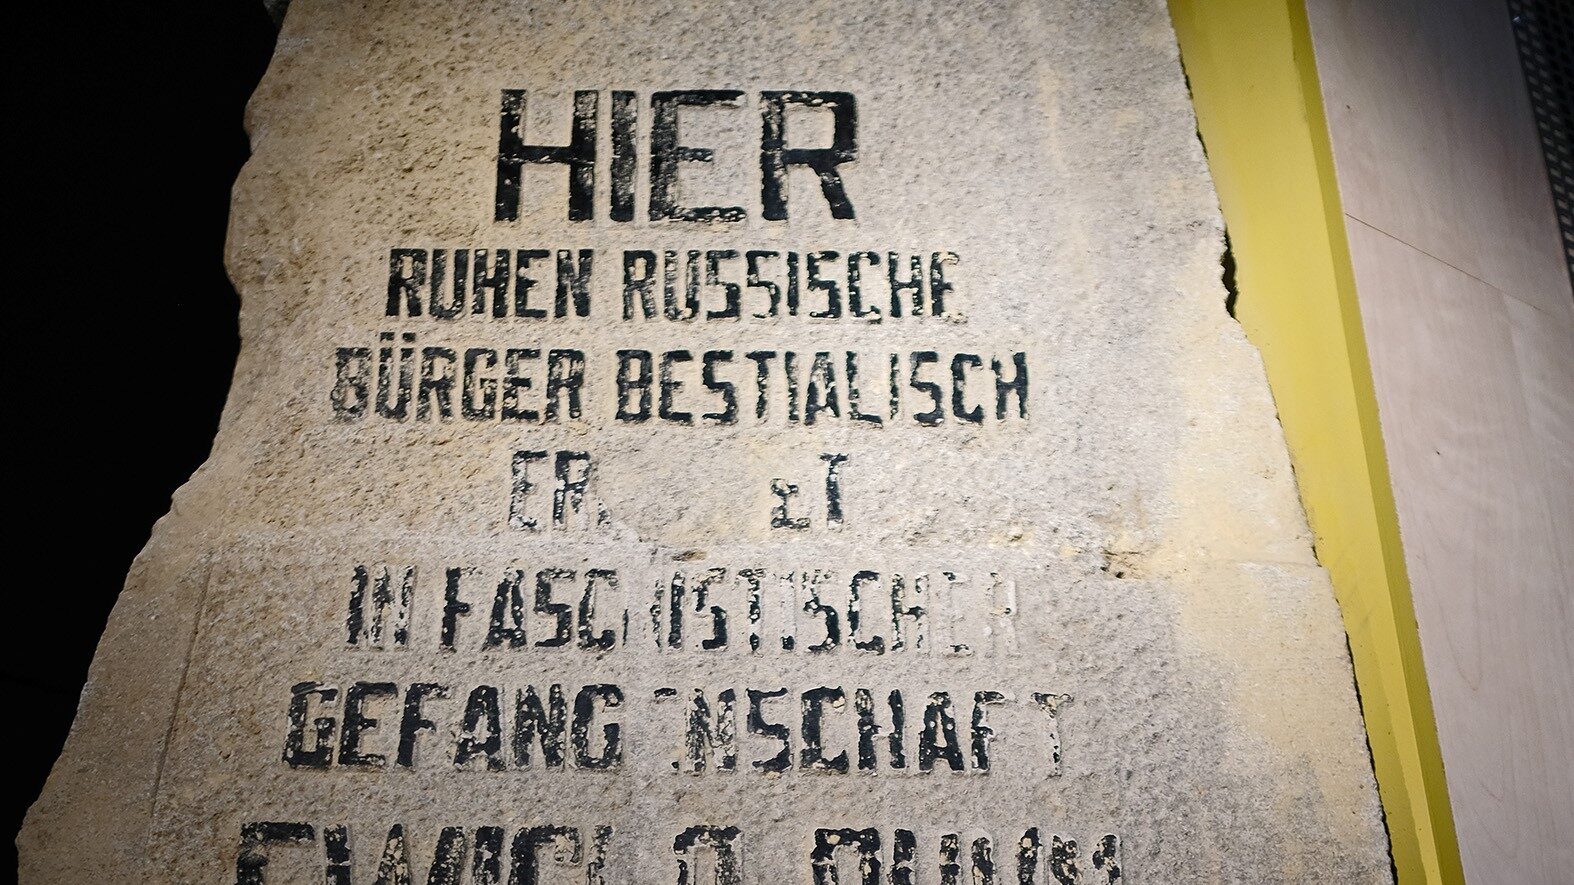 HIER
RUHEN RUSSISCHE
BÜRGER BESTIALISCH
IN FASCHISTISCHER
GEFANGENSCHAFT